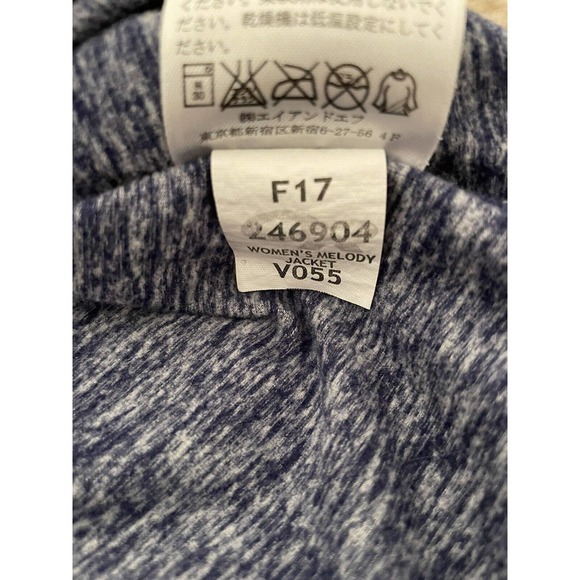 ください。
乾燥機は低温設定にしてください。
㈱エイアンドエフ
東京都新宿区新宿6-27-56 4F
F17
246904
WOMEN'S MELODY
JACKET
V055